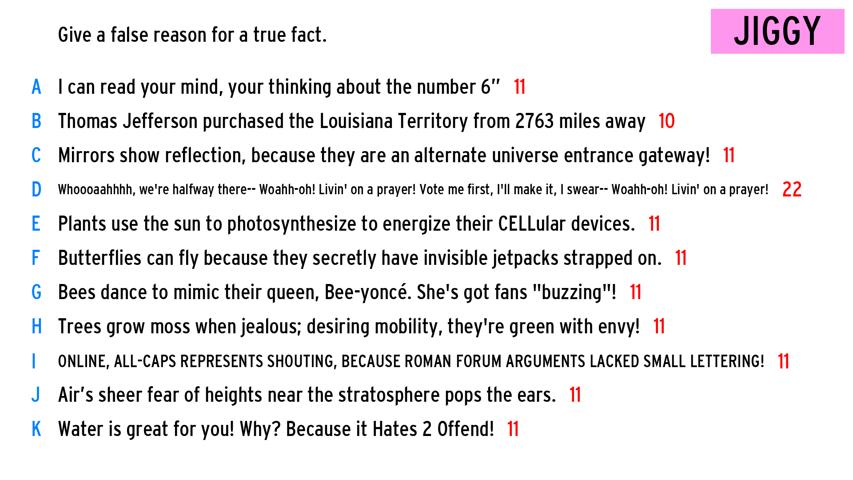 Give a false reason for a true fact.
JIGGY
A I can read your mind, your thinking about the number 6’’ 11
B Thomas Jefferson purchased the Louisiana Territory from 2763 miles away 10
C Mirrors show reflection, because they are an alternate universe entrance gateway! 11
D Whoooaahhhh, we're halfway there-- Woahh-oh! Livin' on a prayer! Vote me first, I'll make it, I swear-- Woahh-oh! Livin' on a prayer! 22
E Plants use the sun to photosynthesize to energize their CELLular devices. 11
F Butterflies can fly because they secretly have invisible jetpacks strapped on. 11
G Bees dance to mimic their queen, Bee-yoncé. She's got fans "buzzing"! 11
H Trees grow moss when jealous; desiring mobility, they're green with envy! 11
I ONLINE, ALL-CAPS REPRESENTS SHOUTING, BECAUSE ROMAN FORUM ARGUMENTS LACKED SMALL LETTERING! 11
J Air’s sheer fear of heights near the stratosphere pops the ears. 11
K Water is great for you! Why? Because it Hates 2 Offend! 11